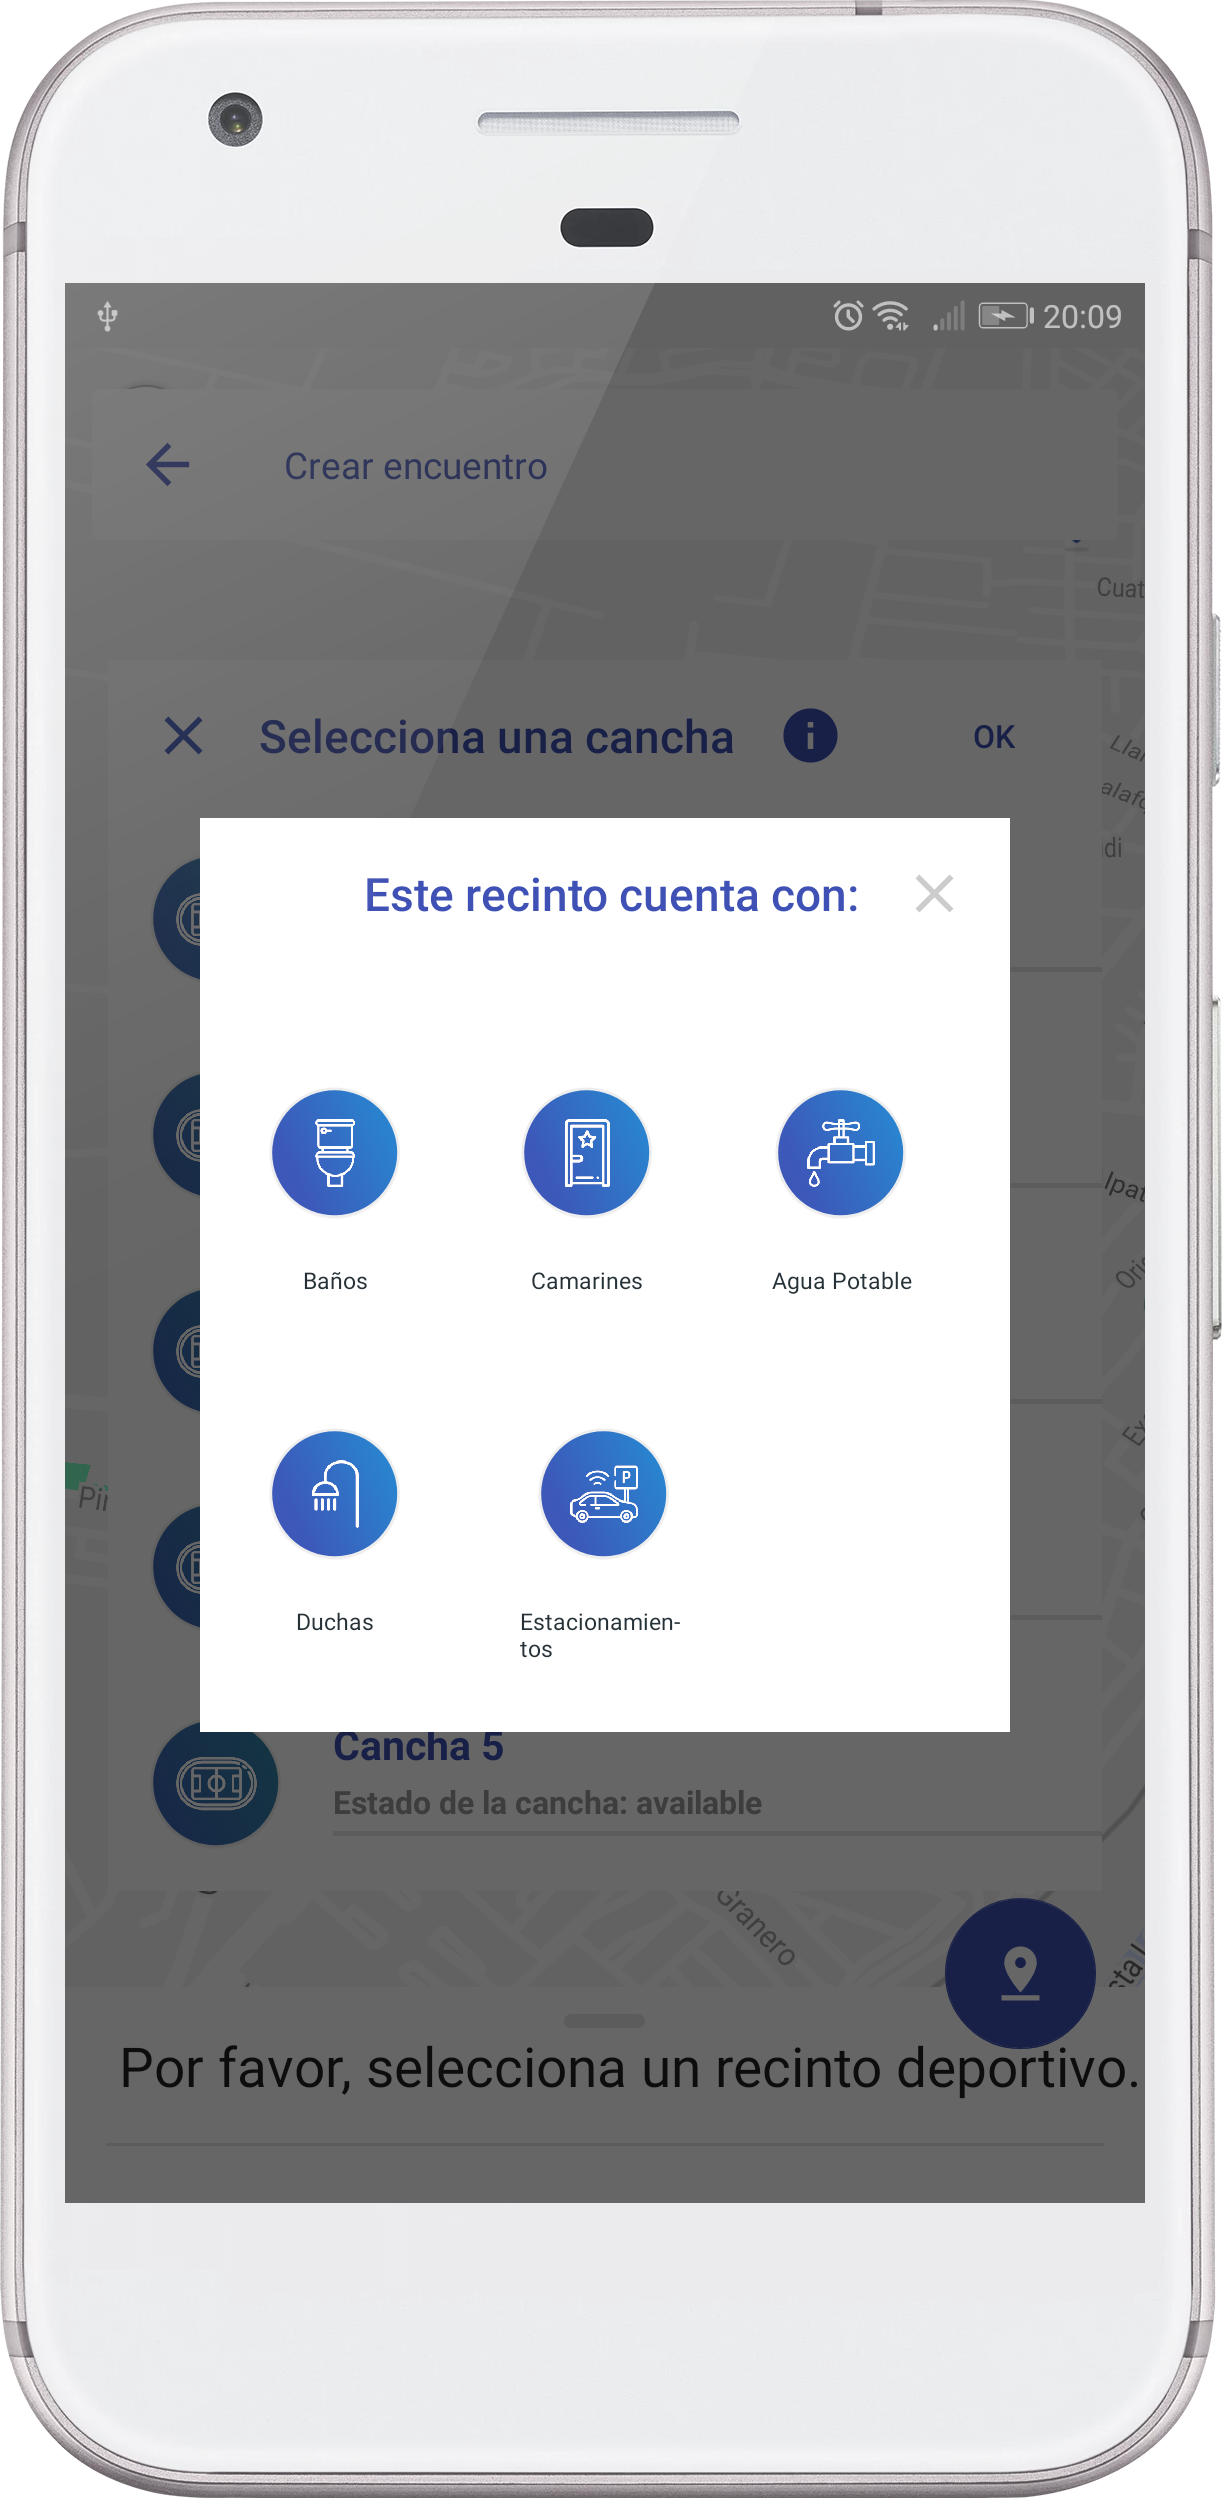 20:09
Crear encuentro
Selecciona una cancha
OK
Este recinto cuenta con:
Baños
Camarines
Agua Potable
P
Duchas
Estacionamien-
tos
Cancha 5
Estado de la cancha: available
Granero
Por favor, selecciona un recinto deportivo.